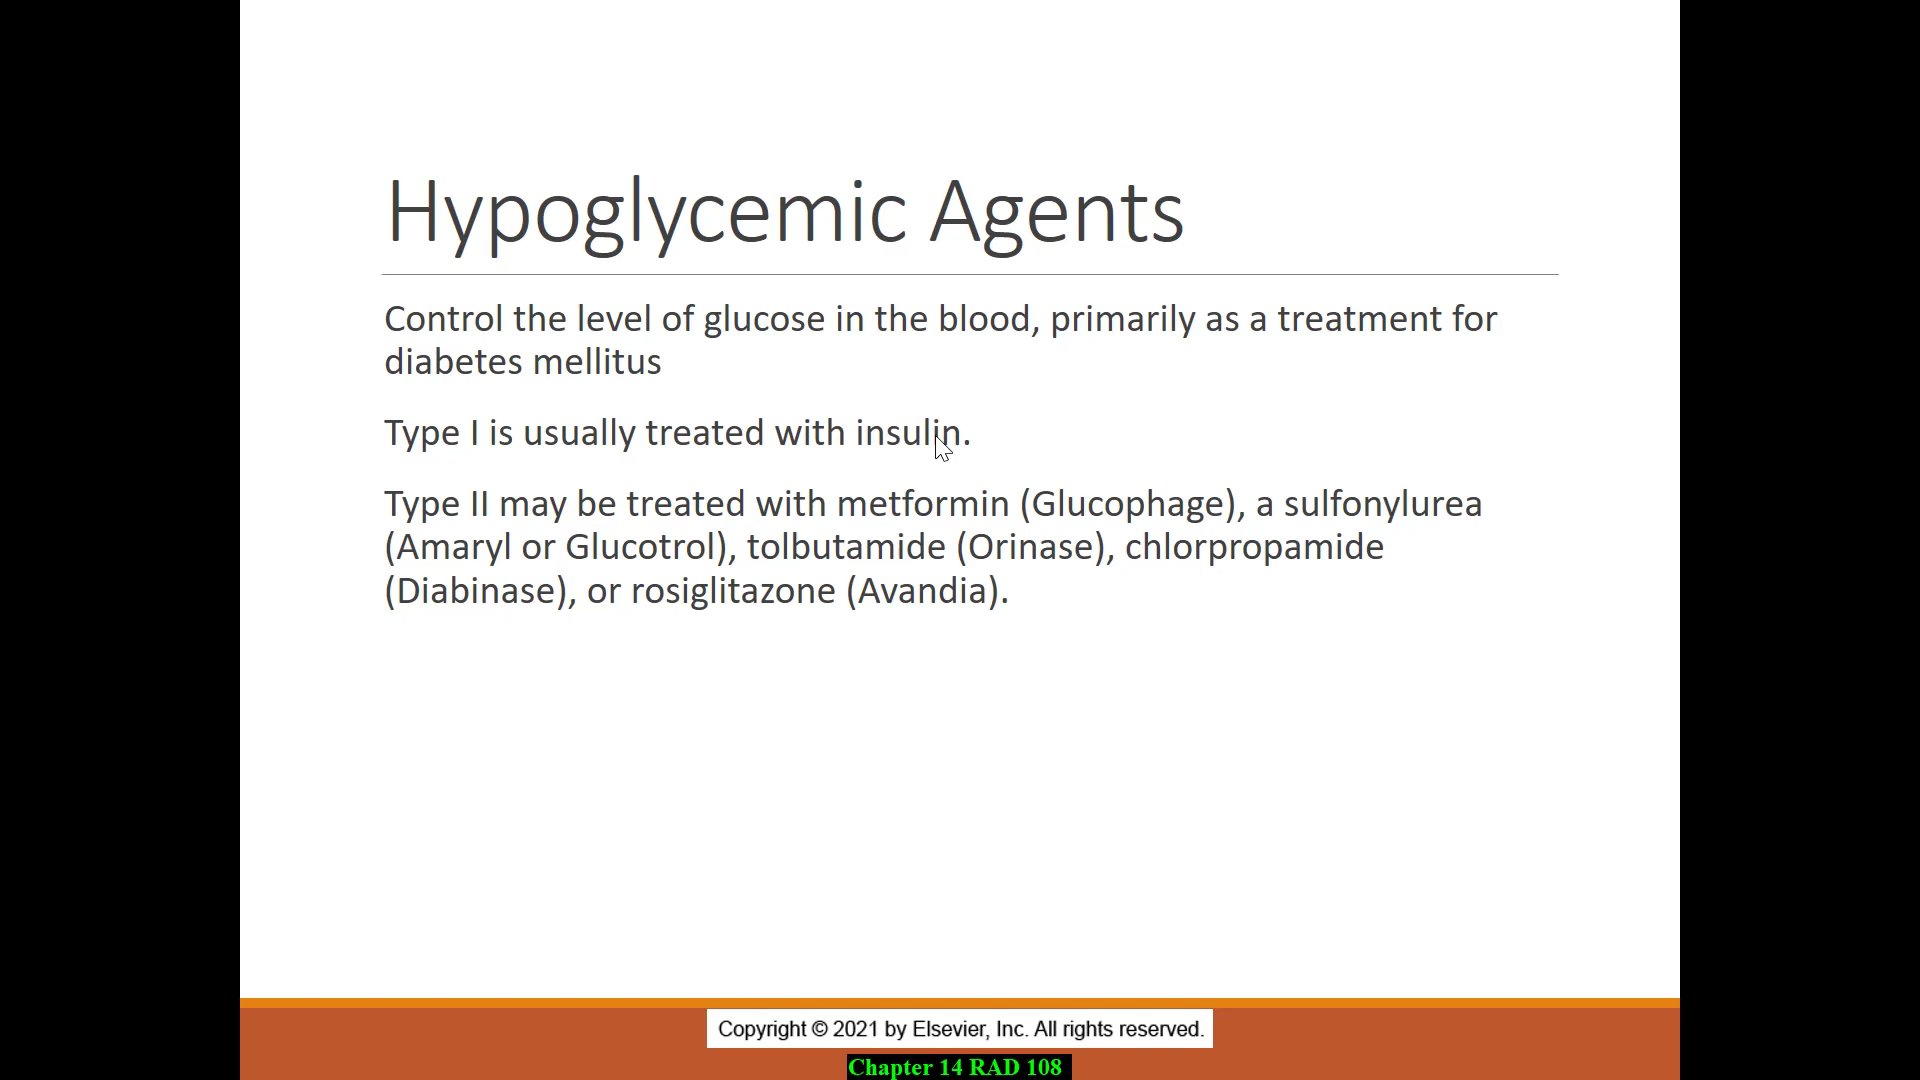 Hypoglycemic Agents
Control the level of glucose in the blood, primarily as a treatment for
diabetes mellitus
Type I is usually treated with insulin.
Type II may be treated with metformin (Glucophage), a sulfonylurea
(Amaryl or Glucotrol), tolbutamide (Orinase), chlorpropamide
(Diabinase), or rosiglitazone (Avandia).
Copyright © 2021 by Elsevier, Inc. All rights reserved.
Chapter 14 RAD 108